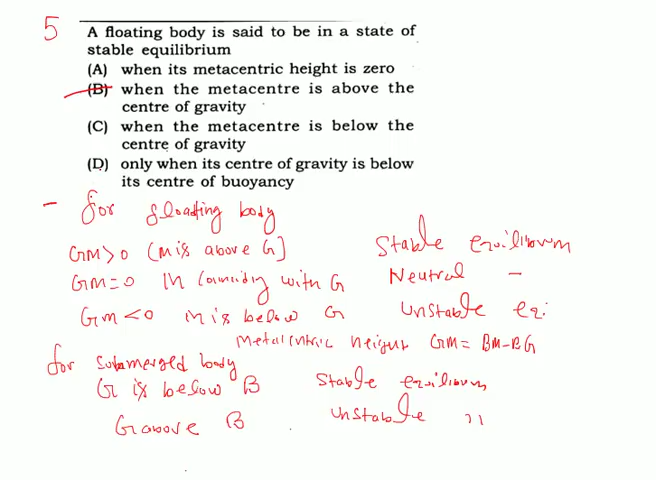 5
A floating body is said to be in a state of
stable equilibrium
(A) when its metacentric height is zero
(B) when the metacentre is above the
centre of gravity
(C) when the metacentre is below the
centre of gravity
(D) only when its centre of gravity is below
its centre of buoyancy
- for floating body
GM>0 (M is above G) Stable equilibrium
GM=0 M coinciding with G Neutral -
GM<0 M is below G Unstable eqi
Metacentric height GM = BM-BG
for submerged body
G is below B Stable equilibrium
G above B Unstable "